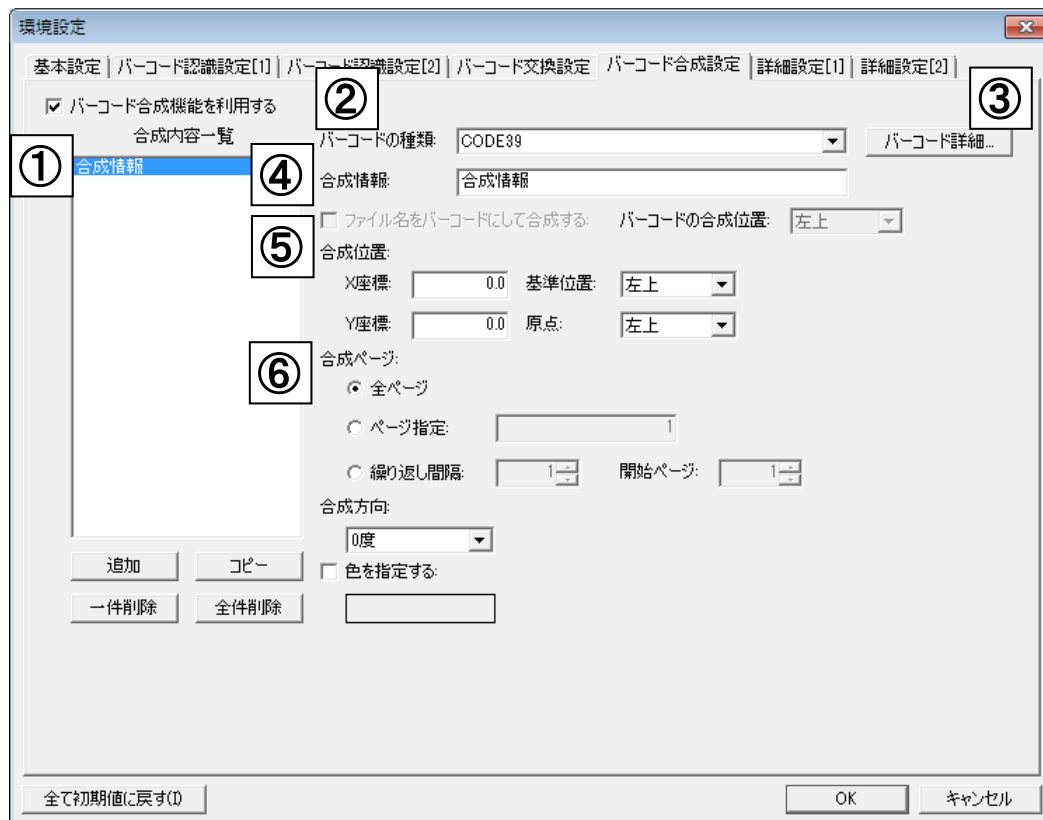 環境設定
基本設定 バーコード認識設定[1] バーコード認識設定[2] バーコード交換設定 バーコード合成設定 詳細設定[1] 詳細設定[2]
バーコード合成機能を利用する
② ③
合成内容一覧
バーコードの種類: CODE39 バーコード詳細...
① 合成情報
④ 合成情報: 合成情報
ファイル名をバーコードにして合成する: バーコードの合成位置: 左上
⑤ 合成位置:
X座標: 0.0 基準位置: 左上
Y座標: 0.0 原点: 左上
⑥ 合成ページ:
全ページ
ページ指定: 1
繰り返し間隔: 1 開始ページ: 1
合成方向:
0度
追加 コピー
色を指定する:
一件削除 全件削除
全て初期値に戻す(I) OK キャンセル